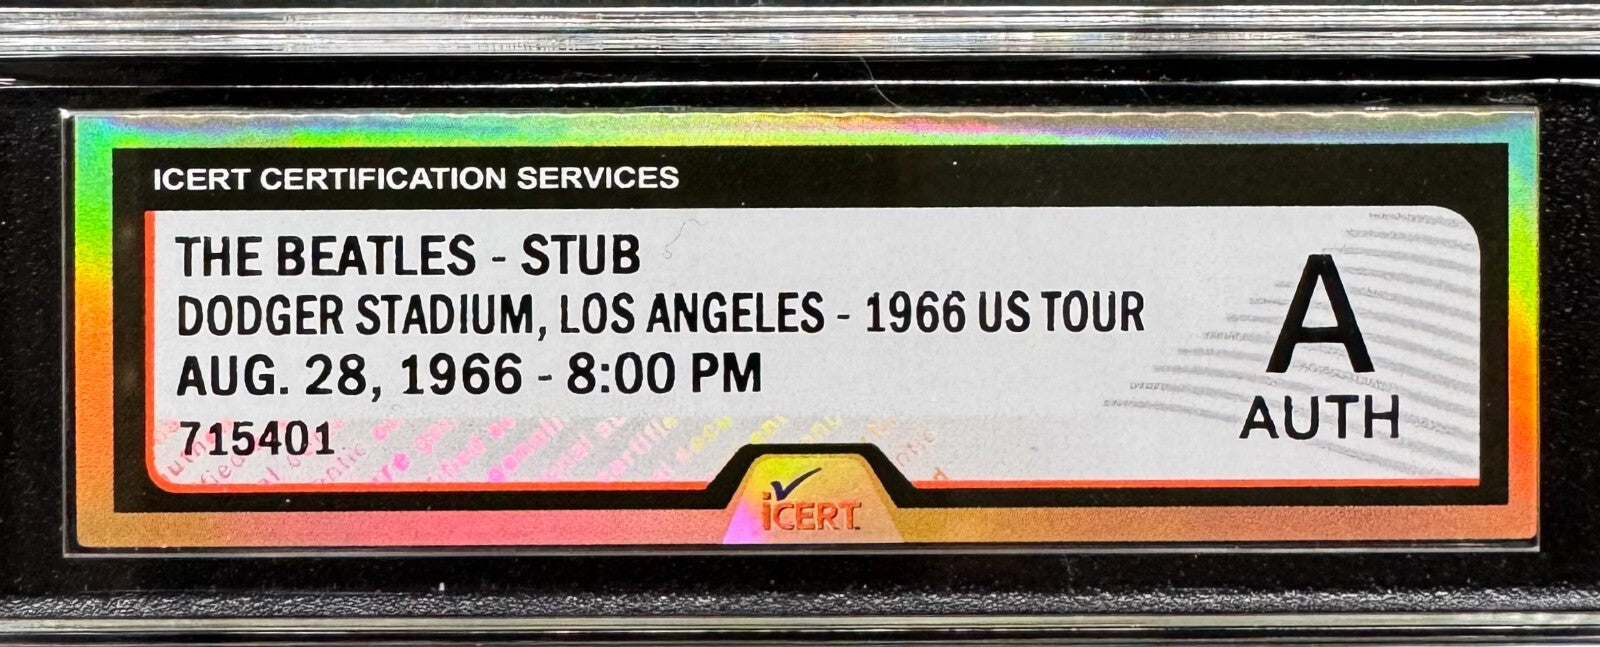 ICERT CERTIFICATION SERVICES
THE BEATLES - STUB
DODGER STADIUM, LOS ANGELES - 1966 US TOUR
AUG. 28, 1966 - 8:00 PM
715401
A
AUTH
iCERT